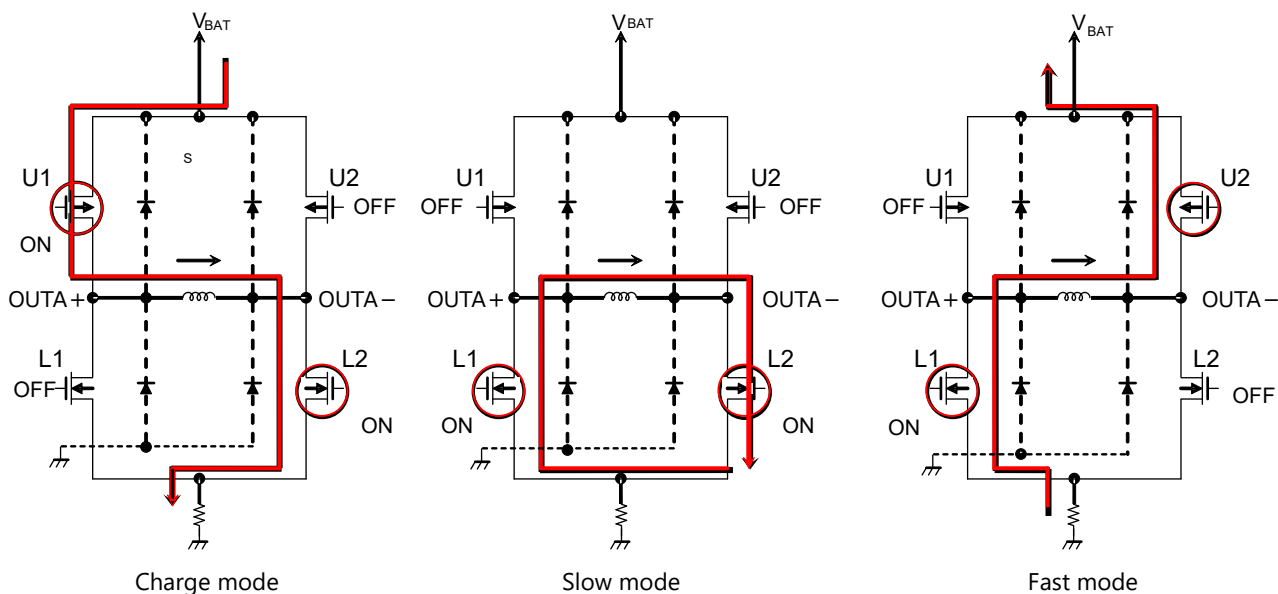 VBAT
S
U1
U2
OFF
ON
OUTA+
OUTA−
L1
L2
OFF
ON
Charge mode
VBAT
U1
U2
OFF
OFF
OUTA+
OUTA−
L1
L2
ON
ON
Slow mode
VBAT
U1
U2
OFF
ON
OUTA+
OUTA−
L1
L2
OFF
ON
Fast mode